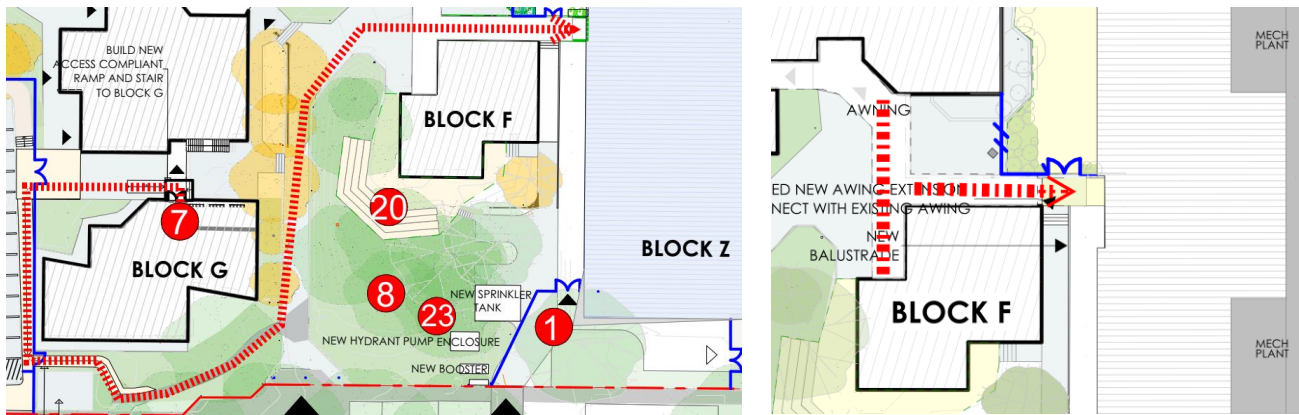 BUILD NEW
ACCESS COMPLIANT
RAMP AND STAIR
TO BLOCK G
BLOCK F
20
7
BLOCK G
BLOCK Z
8
23
NEW SPRINKLER
TANK
1
NEW HYDRANT PUMP ENCLOSURE
NEW BOOSTER
MECH
PLANT
AWNING
ED NEW AWING EXTENSION
NECT WITH EXISTING AWING
NEW
BALUSTRADE
BLOCK F
MECH
PLANT